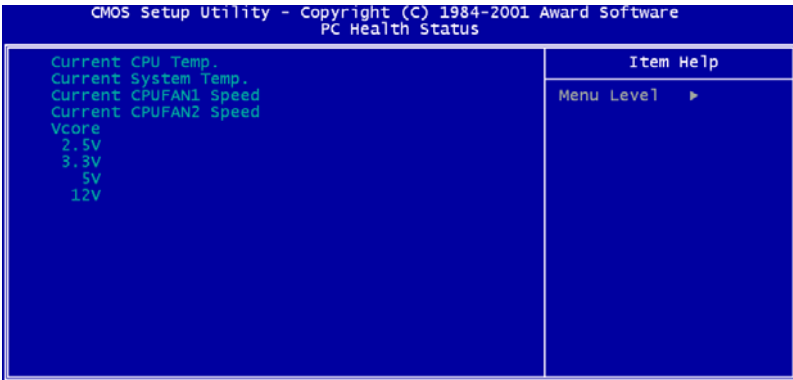 CMOS Setup Utility - Copyright (C) 1984-2001 Award Software
PC Health Status
Current CPU Temp.
Current System Temp.
Current CPUFAN1 Speed
Current CPUFAN2 Speed
Vcore
2.5V
3.3V
5V
12V
Item Help
Menu Level ▶